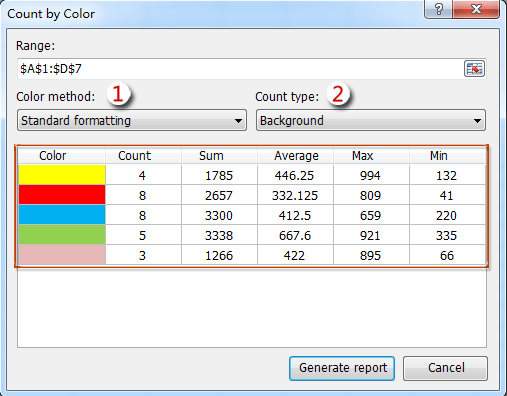 Count by Color
Range:
$A$1:$D$7
Color method: 1 Count type: 2
Standard formatting Background
Color Count Sum Average Max Min
4 1785 446.25 994 132
8 2657 332.125 809 41
8 3300 412.5 659 220
5 3338 667.6 921 335
3 1266 422 895 66
Generate report Cancel